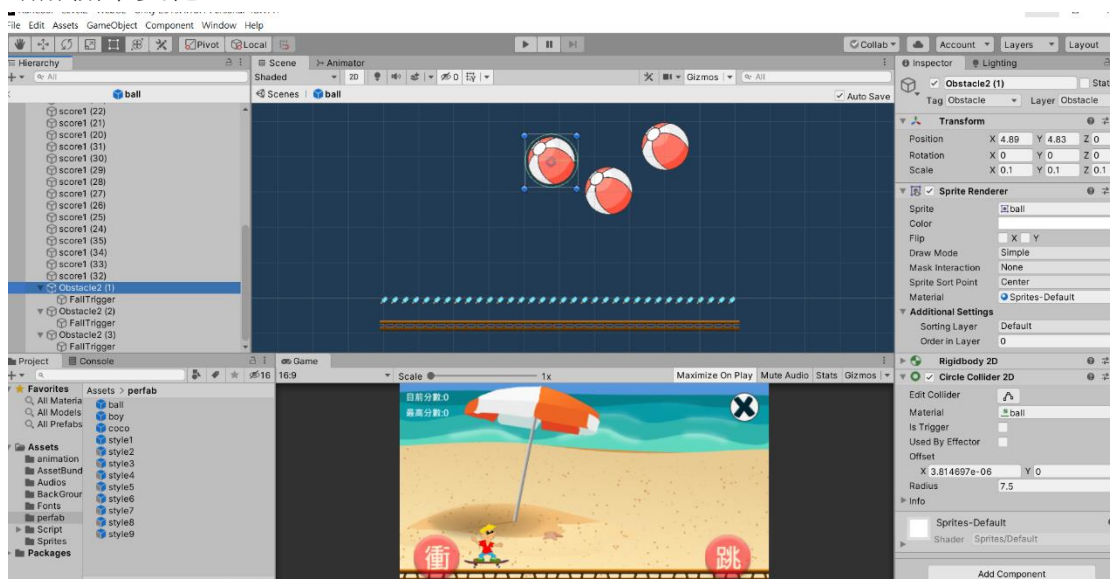 File Edit Assets GameObject Component Window Help
Pivot Local Collab Account Layers Layout
Hierarchy
All
ball
score1 (22)
score1 (21)
score1 (20)
score1 (31)
score1 (30)
score1 (29)
score1 (28)
score1 (27)
score1 (26)
score1 (25)
score1 (24)
score1 (35)
score1 (34)
score1 (33)
score1 (32)
Obstacle2 (1)
FallTrigger
Obstacle2 (2)
FallTrigger
Obstacle2 (3)
FallTrigger
Scene Animator
Shaded 2D 0 Gizmos All
Scenes ball Auto Save
Project Console
16
Favorites
All Materia
All Models
All Prefabs
Assets
animation
AssetBund
Audios
BackGrour
Fonts
perfab
Script
Sprites
Packages
Assets > perfab
ball
boy
coco
style1
style2
style3
style4
style5
style6
style7
style8
style9
Game
16:9 Scale 1x Maximize On Play Mute Audio Stats Gizmos
目前分數:0
最高分數:0
衝 跳
Inspector Lighting
Obstacle2 (1) Stat
Tag Obstacle Layer Obstacle
Transform
Position X 4.89 Y 4.83 Z 0
Rotation X 0 Y 0 Z 0
Scale X 0.1 Y 0.1 Z 0.1
Sprite Renderer
Sprite ball
Color
Flip X Y
Draw Mode Simple
Mask Interaction None
Sprite Sort Point Center
Material Sprites-Default
Additional Settings
Sorting Layer Default
Order in Layer 0
Rigidbody 2D
Circle Collider 2D
Edit Collider
Material ball
Is Trigger
Used By Effector
Offset
X 3.814697e-06 Y 0
Radius 7.5
Info
Sprites-Default
Shader Sprites/Default
Add Component